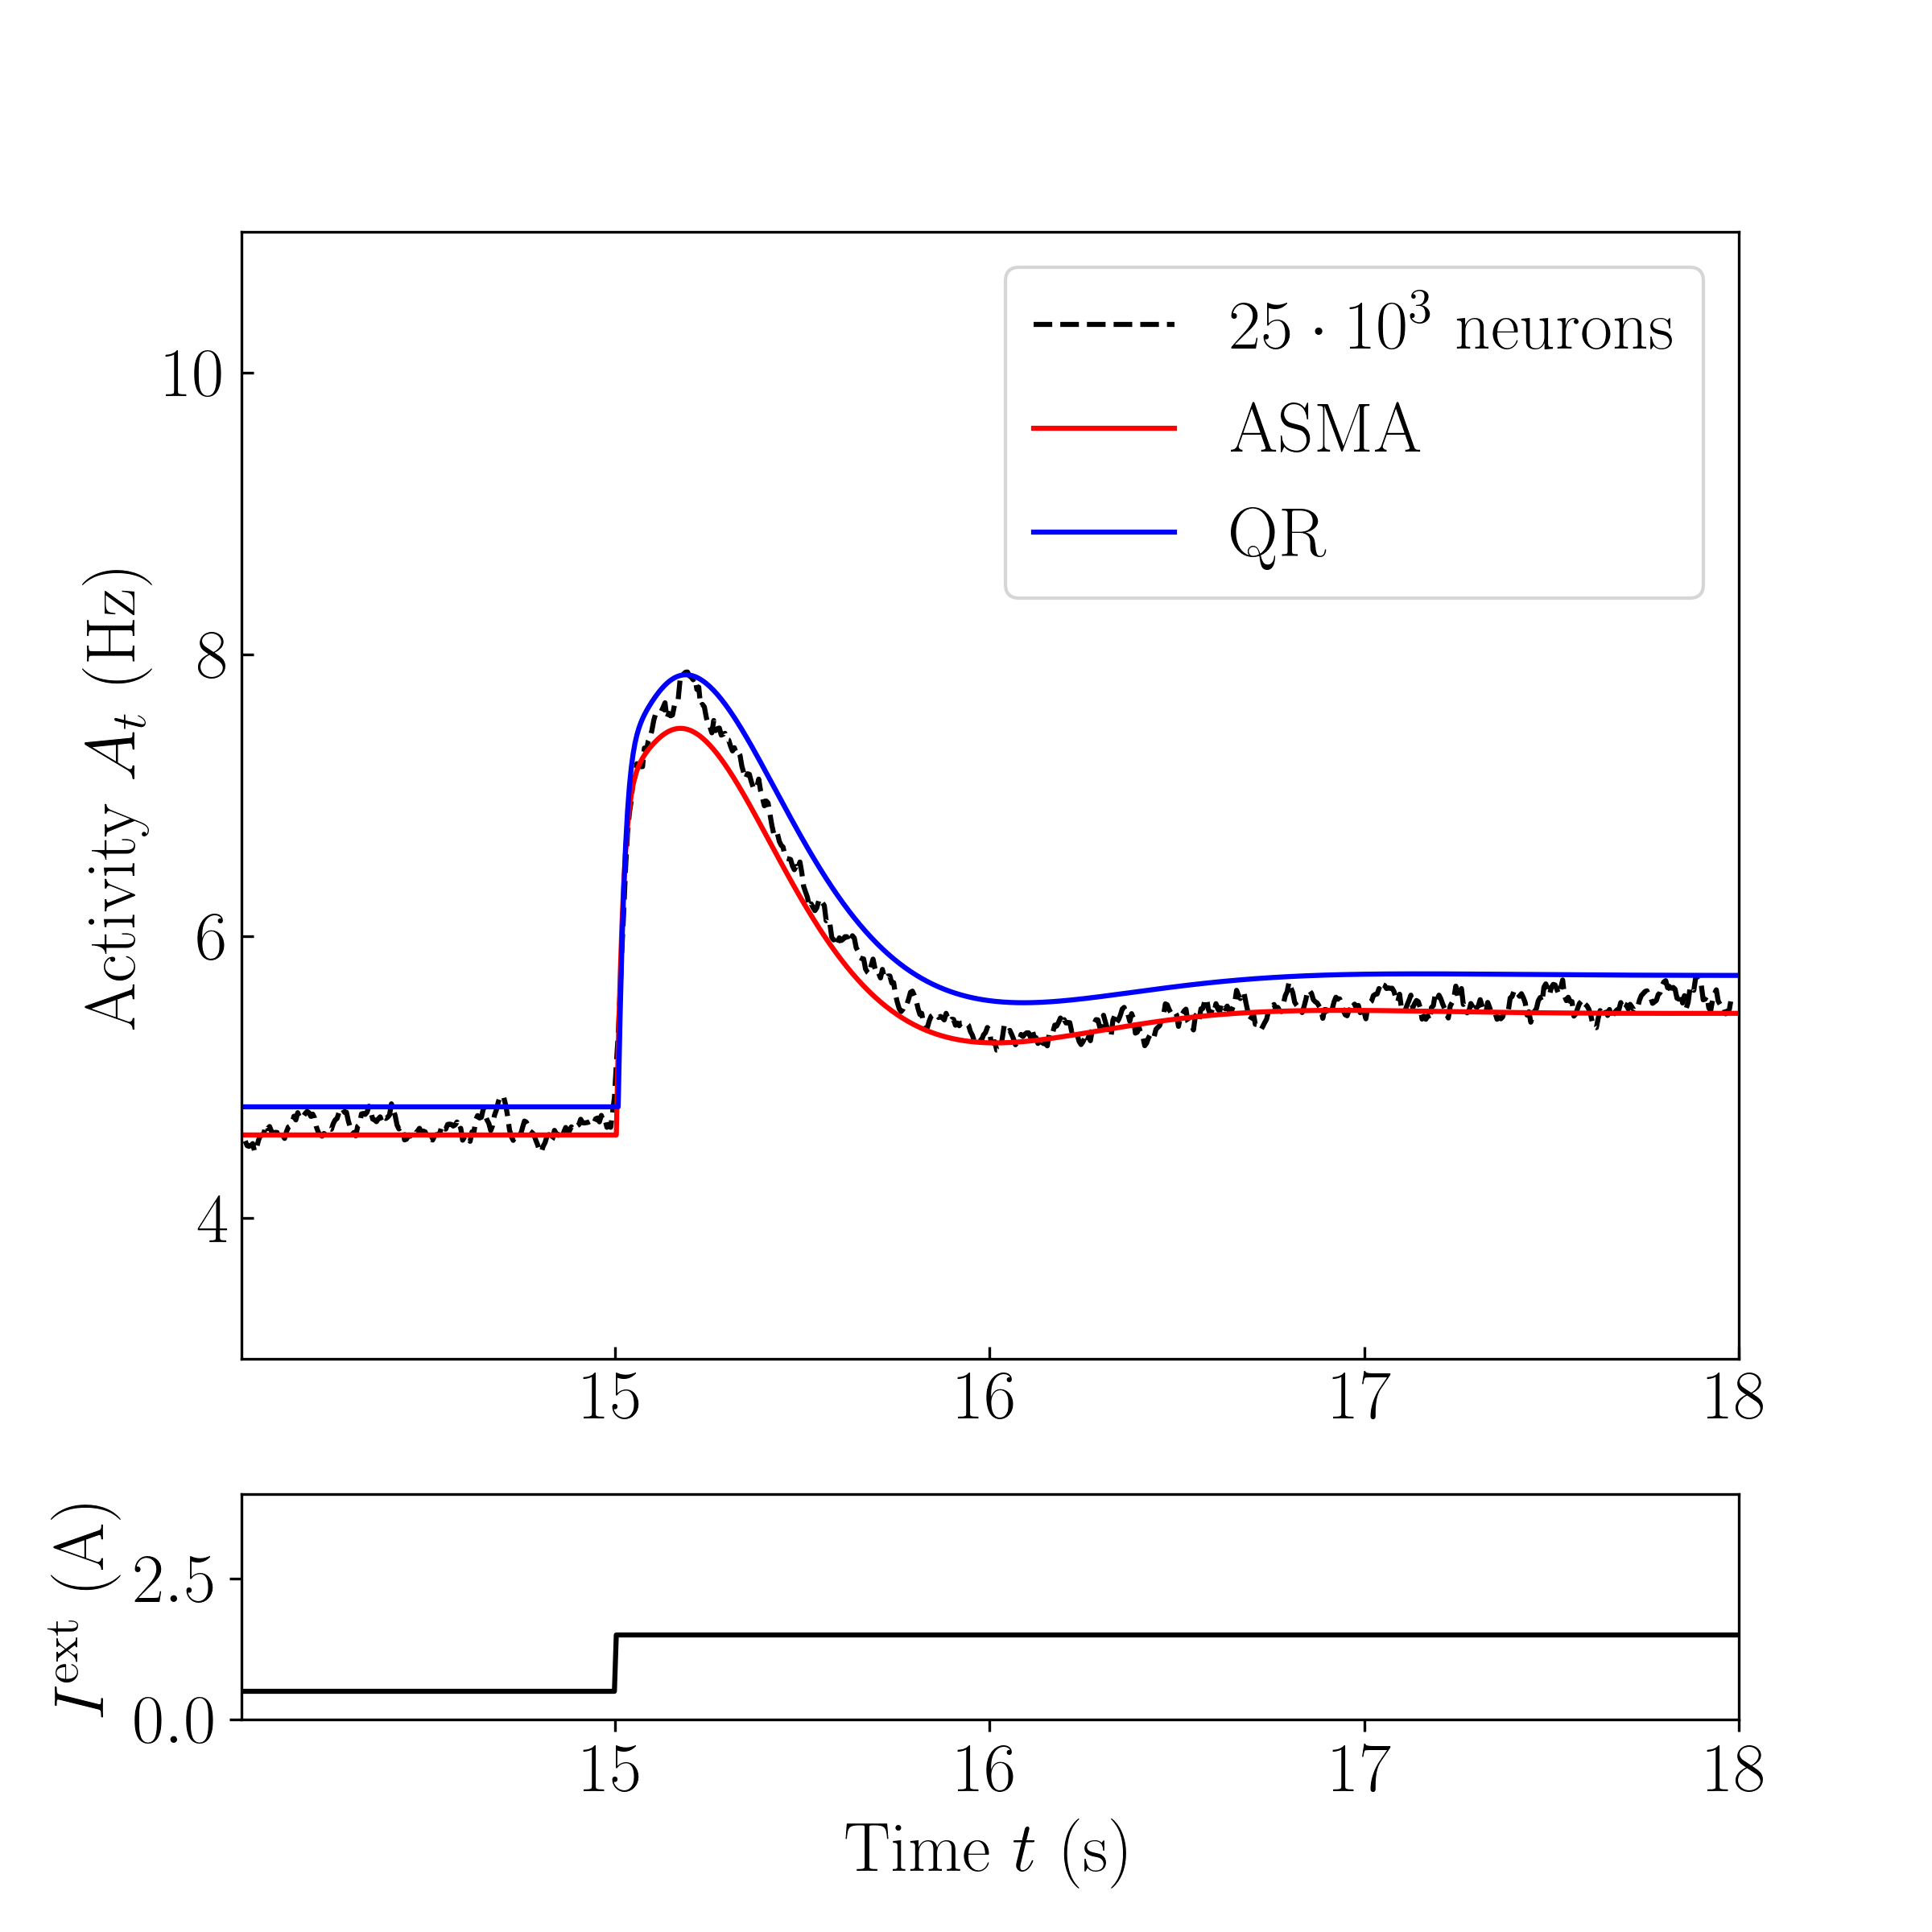 25 · 10³ neurons
ASMA
QR
Activity A_t (Hz)
10
8
6
4
15 16 17 18
I^ext (A)
2.5
0.0
15 16 17 18
Time t (s)